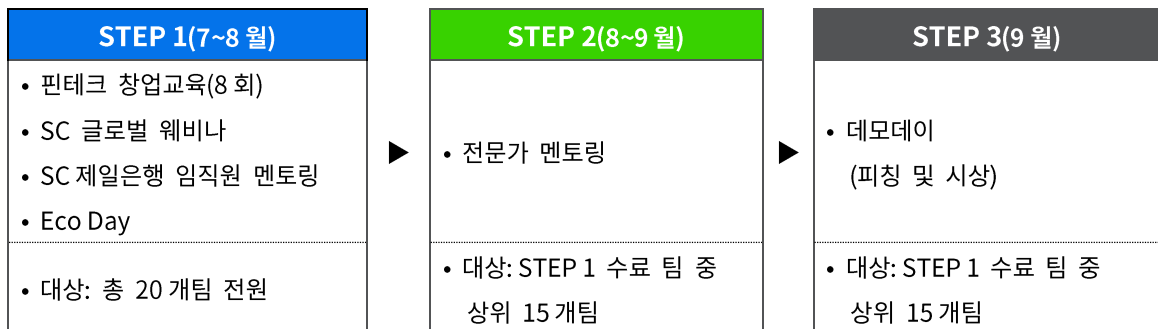 STEP 1(7~8 월)
• 핀테크 창업교육(8 회)
• SC 글로벌 웨비나
• SC 제일은행 임직원 멘토링
• Eco Day
• 대상: 총 20 개팀 전원
▶
STEP 2(8~9 월)
• 전문가 멘토링
• 대상: STEP 1 수료 팀 중
상위 15 개팀
▶
STEP 3(9 월)
• 데모데이
(피칭 및 시상)
• 대상: STEP 1 수료 팀 중
상위 15 개팀